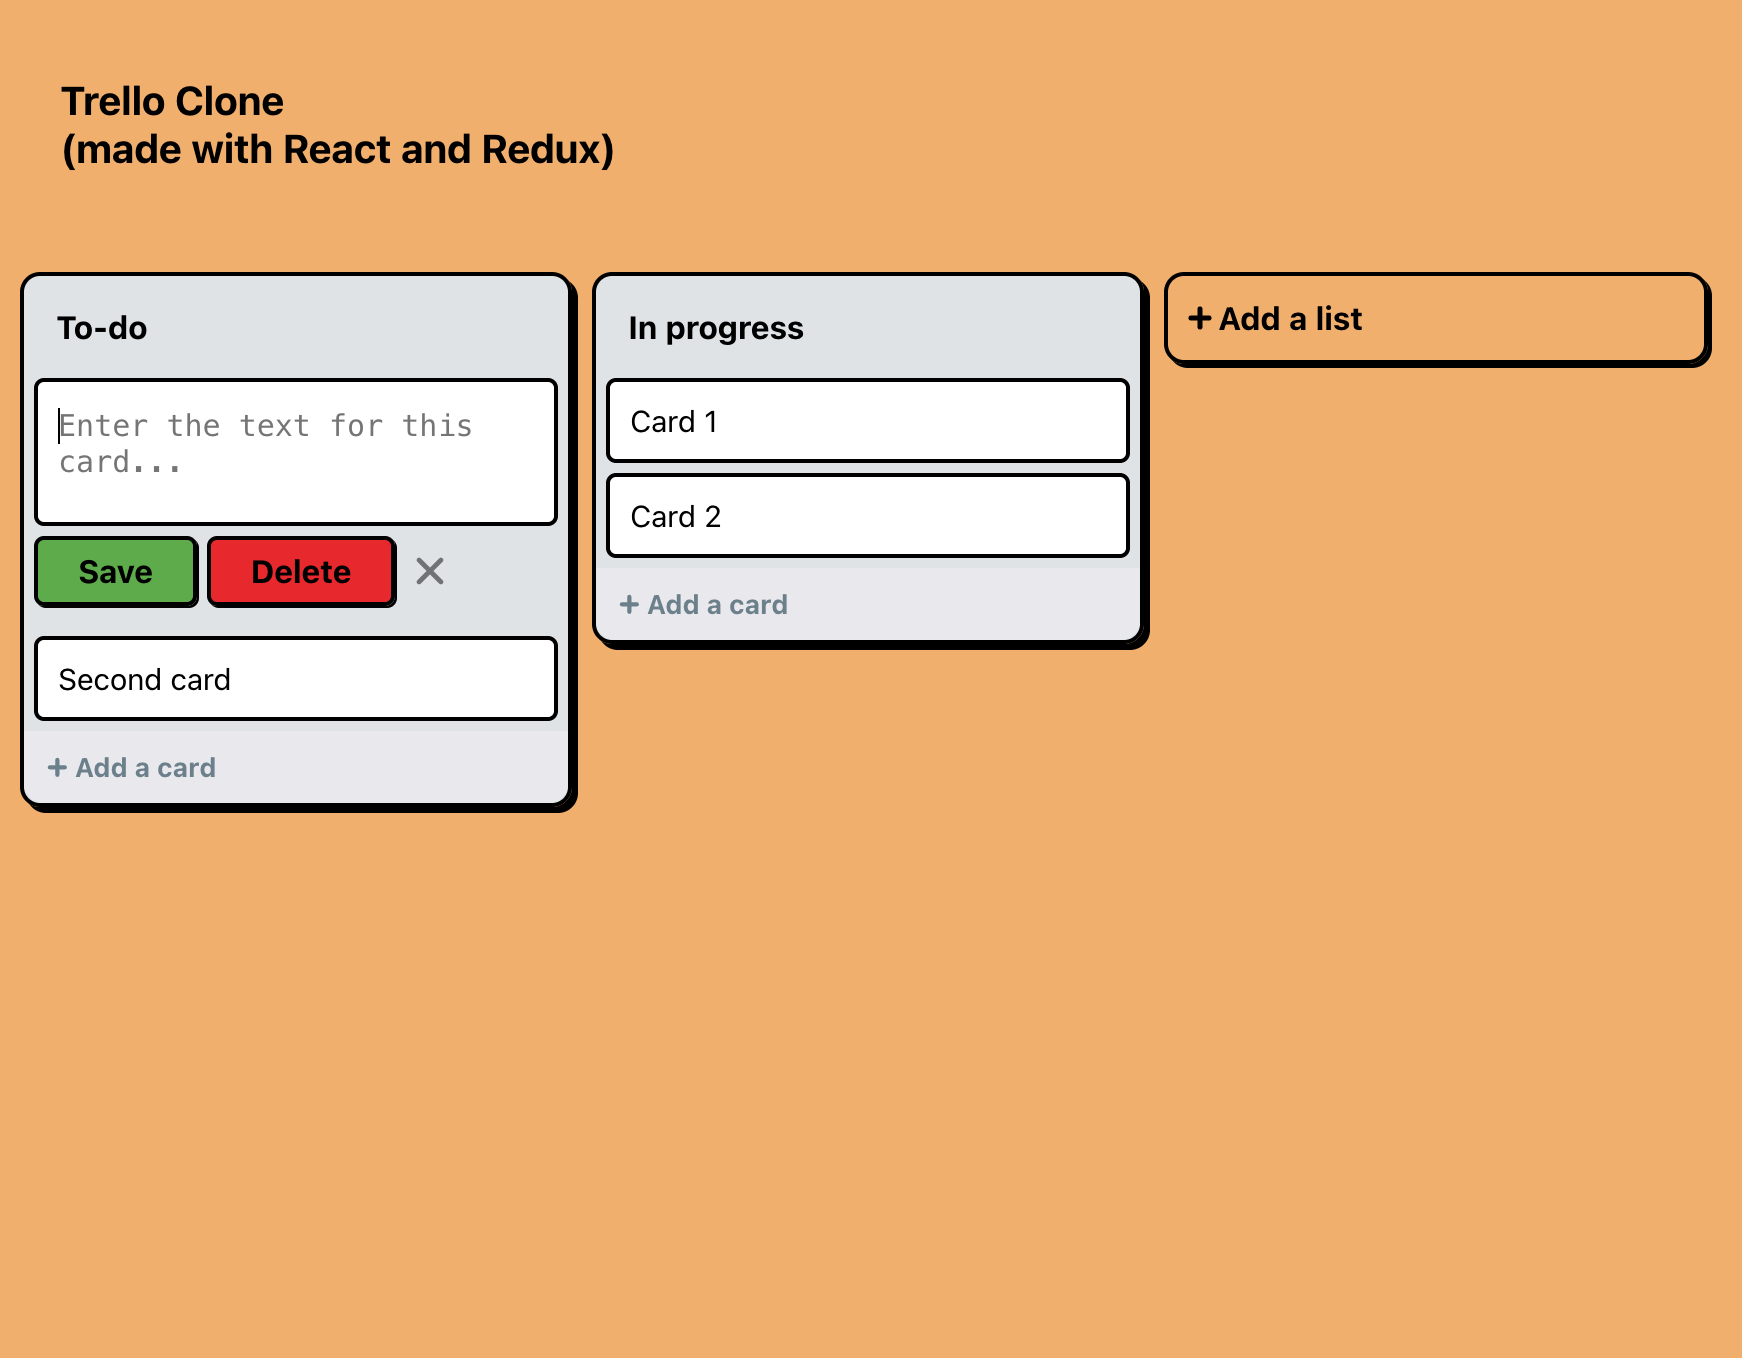 Trello Clone
(made with React and Redux)
To-do
Enter the text for this
card...
Save
Delete
Second card
+ Add a card
In progress
Card 1
Card 2
+ Add a card
+ Add a list